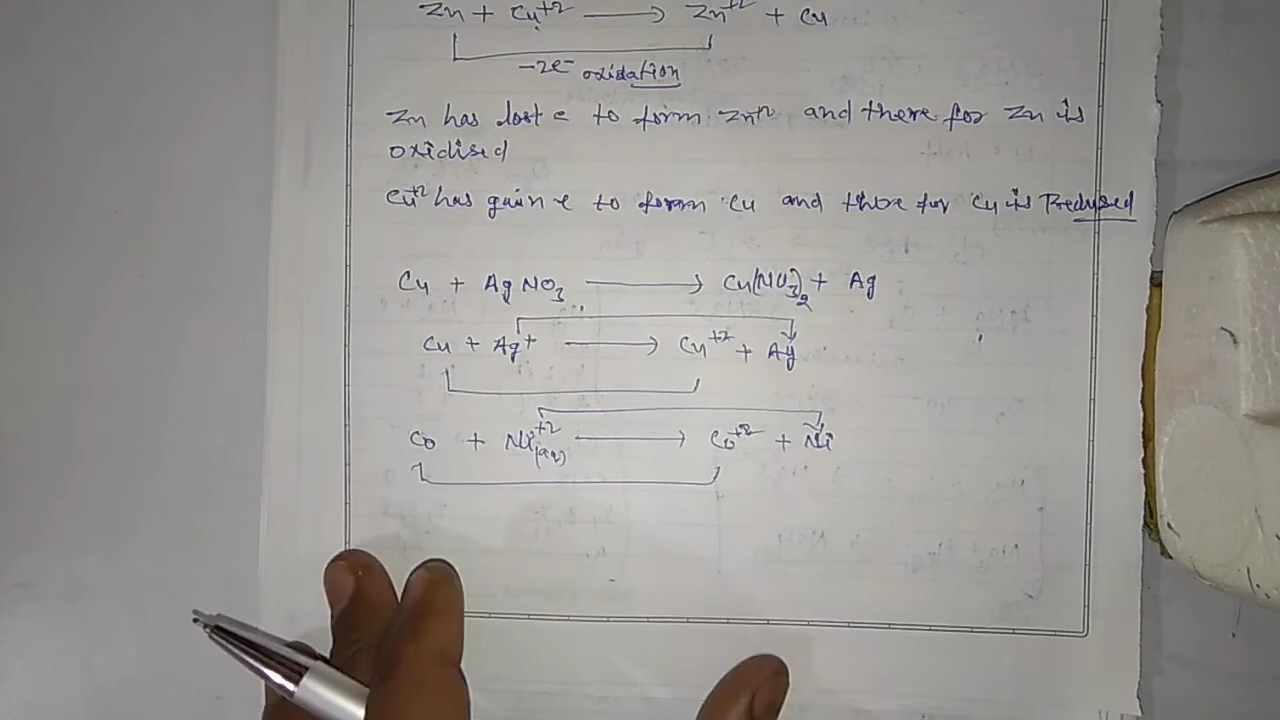 Zn + Cu+2 → Zn+2 + Cu
-2e- oxidation
Zn has lost e to form Zn+2 and there for Zn is
oxidised
Cu+2 has gain e to form Cu and there for Cu is Redused
Cu + AgNO3 → Cu(NO3)2 + Ag
Cu + Ag+ → Cu+2 + Ag
Co + Ni+2(aq) → Co+2 + Ni